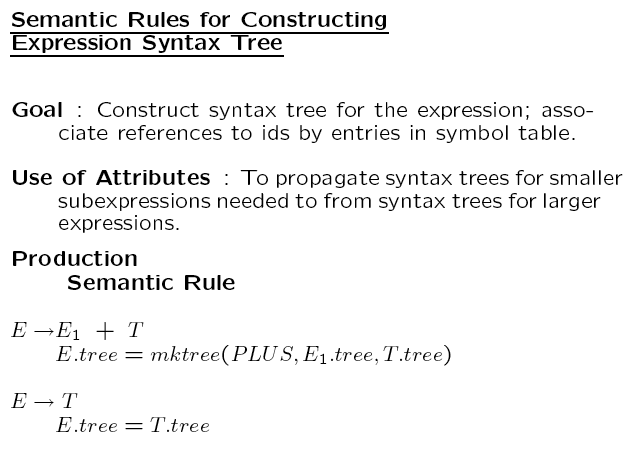 Semantic Rules for Constructing
Expression Syntax Tree
Goal : Construct syntax tree for the expression; asso-
ciate references to ids by entries in symbol table.
Use of Attributes : To propagate syntax trees for smaller
subexpressions needed to from syntax trees for larger
expressions.
Production
Semantic Rule
E → E₁ + T
E.tree = mktree(PLUS, E₁.tree, T.tree)
E → T
E.tree = T.tree